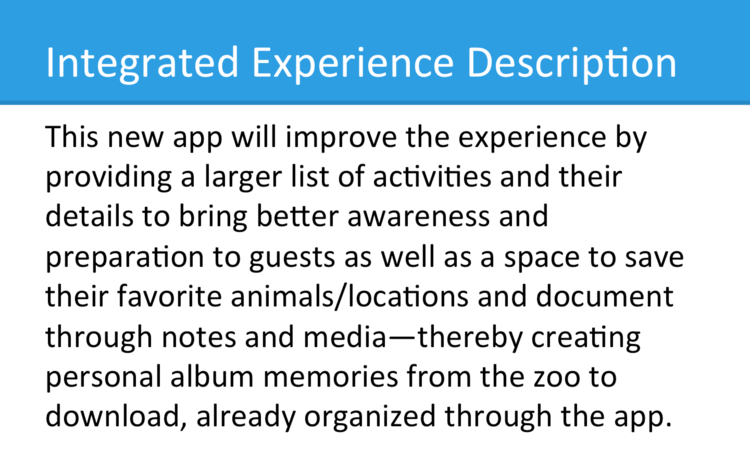 Integrated Experience Description
This new app will improve the experience by
providing a larger list of activities and their
details to bring better awareness and
preparation to guests as well as a space to save
their favorite animals/locations and document
through notes and media—thereby creating
personal album memories from the zoo to
download, already organized through the app.